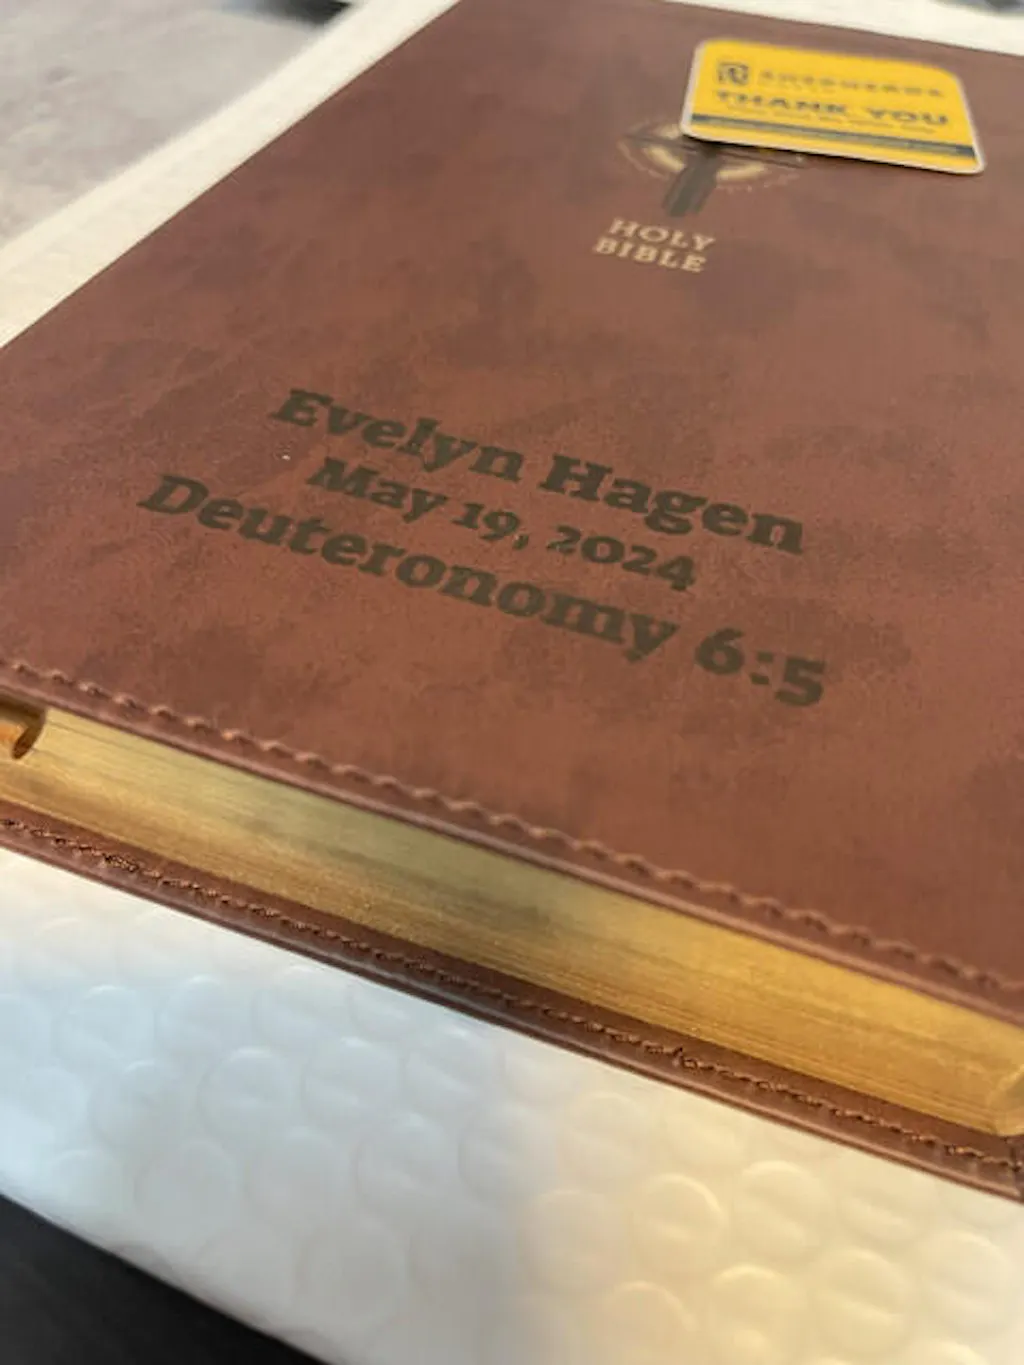 THANK YOU
HOLY
BIBLE
Evelyn Hagen
May 19, 2024
Deuteronomy 6:5